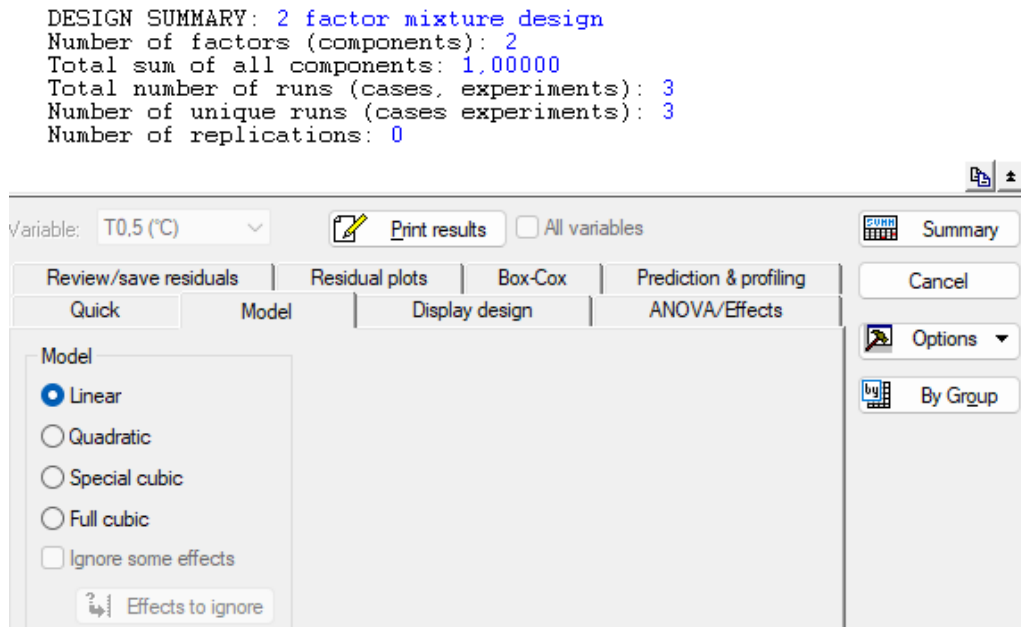 DESIGN SUMMARY: 2 factor mixture design
Number of factors (components): 2
Total sum of all components: 1,00000
Total number of runs (cases, experiments): 3
Number of unique runs (cases experiments): 3
Number of replications: 0
Variable: T0,5 (°C) Print results All variables SUMM Summary
Review/save residuals Residual plots Box-Cox Prediction & profiling Cancel
Quick Model Display design ANOVA/Effects
Options
Model
Linear
by By Group
Quadratic
Special cubic
Full cubic
Ignore some effects
Effects to ignore